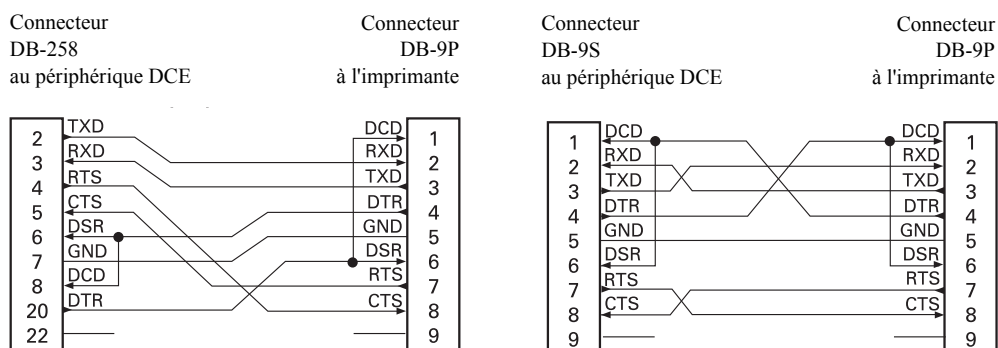 Connecteur
DB-258
au périphérique DCE
Connecteur
DB-9P
à l'imprimante
2 TXD DCD 1
3 RXD RXD 2
4 RTS TXD 3
5 CTS DTR 4
6 DSR GND 5
7 GND DSR 6
8 DCD RTS 7
20 DTR CTS 8
22 9
Connecteur
DB-9S
au périphérique DCE
Connecteur
DB-9P
à l'imprimante
1 DCD DCD 1
2 RXD RXD 2
3 TXD TXD 3
4 DTR DTR 4
5 GND GND 5
6 DSR DSR 6
7 RTS RTS 7
8 CTS CTS 8
9 9